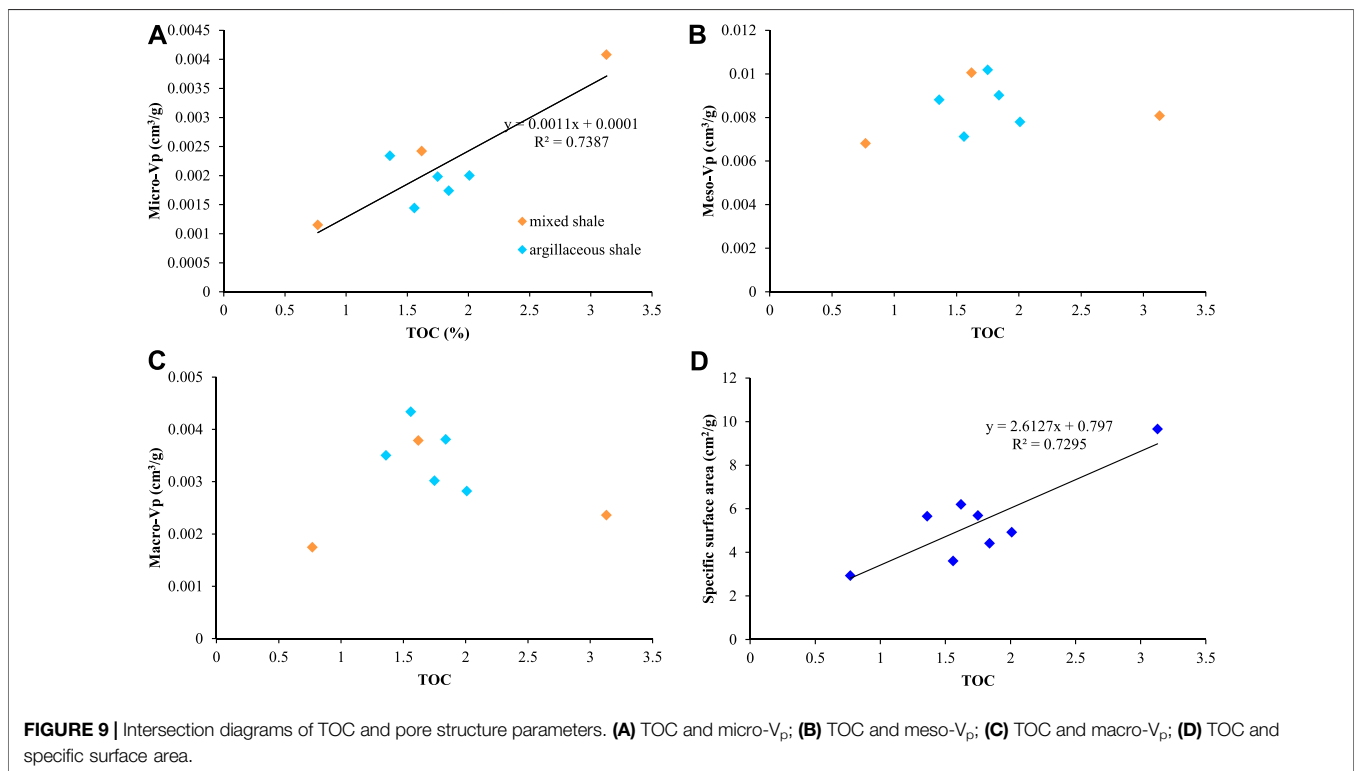 A
Micro-Vp (cm³/g)
0.0045
0.004
0.0035
0.003
0.0025
0.002
0.0015
0.001
0.0005
0
y = 0.0011x + 0.0001
R² = 0.7387
mixed shale
argillaceous shale
0 0.5 1 1.5 2 2.5 3 3.5
TOC (%)
B
Meso-Vp (cm³/g)
0.012
0.01
0.008
0.006
0.004
0.002
0
0 0.5 1 1.5 2 2.5 3 3.5
TOC
C
Macro-Vp (cm³/g)
0.005
0.004
0.003
0.002
0.001
0
0 0.5 1 1.5 2 2.5 3 3.5
TOC
D
Specific surface area (cm²/g)
12
10
8
6
4
2
0
y = 2.6127x + 0.797
R² = 0.7295
0 0.5 1 1.5 2 2.5 3 3.5
TOC
FIGURE 9 | Intersection diagrams of TOC and pore structure parameters. (A) TOC and micro-Vp; (B) TOC and meso-Vp; (C) TOC and macro-Vp; (D) TOC and
specific surface area.